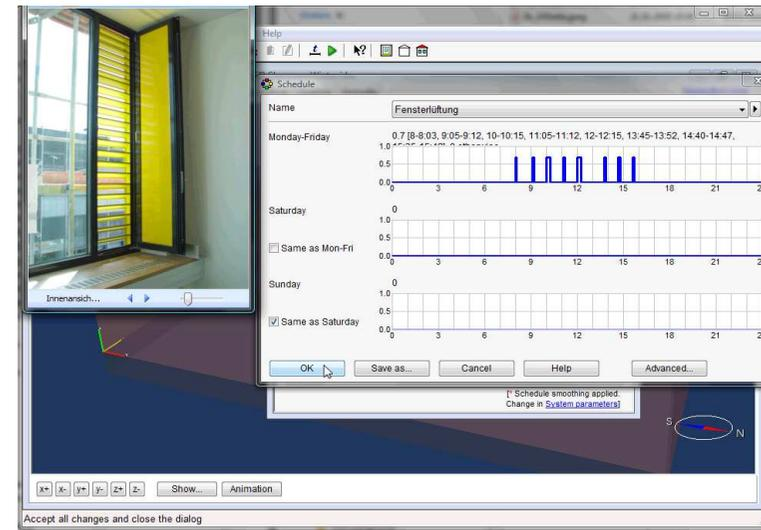 Help
Schedule
Name
Fensterlüftung
Monday-Friday
0.7 [8-8:03, 9:05-9:12, 10-10:15, 11:05-11:12, 12-12:15, 13:45-13:52, 14:40-14:47,
1.0
0.5
0.0
0 3 6 9 12 15 18 21
Saturday
0
1.0
Same as Mon-Fri
0.5
0.0
0 3 6 9 12 15 18 21
Sunday
0
1.0
Same as Saturday
0.5
0.0
0 3 6 9 12 15 18 21
Innenansich...
OK Save as... Cancel Help Advanced...
[* Schedule smoothing applied.
Change in System parameters]
S
N
x+ x- y+ y- z+ z- Show... Animation
Accept all changes and close the dialog